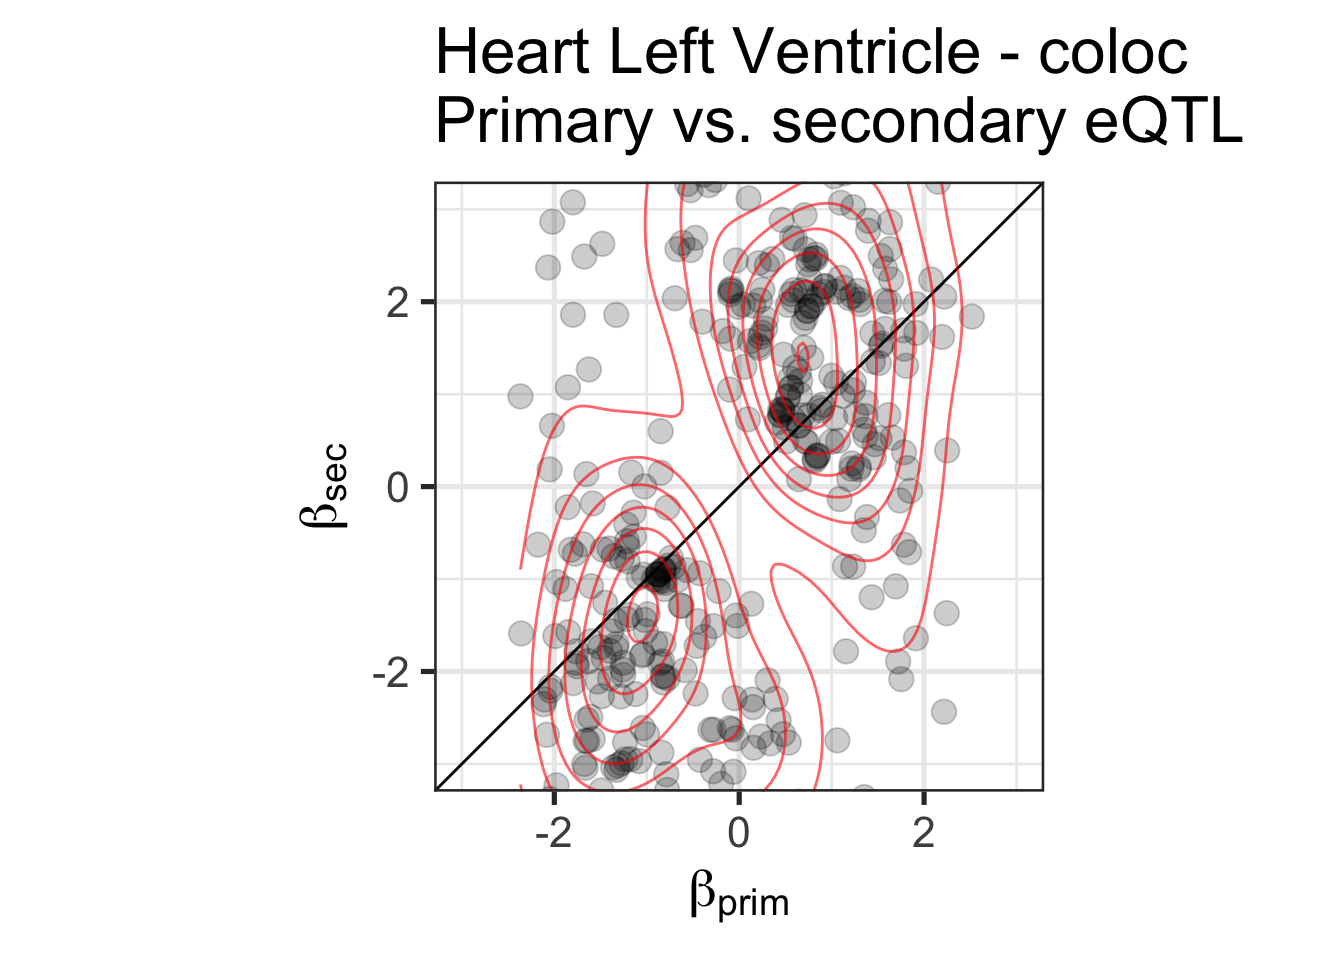 Heart Left Ventricle - coloc
Primary vs. secondary eQTL
2
0
-2
βsec
-2 0 2
βprim